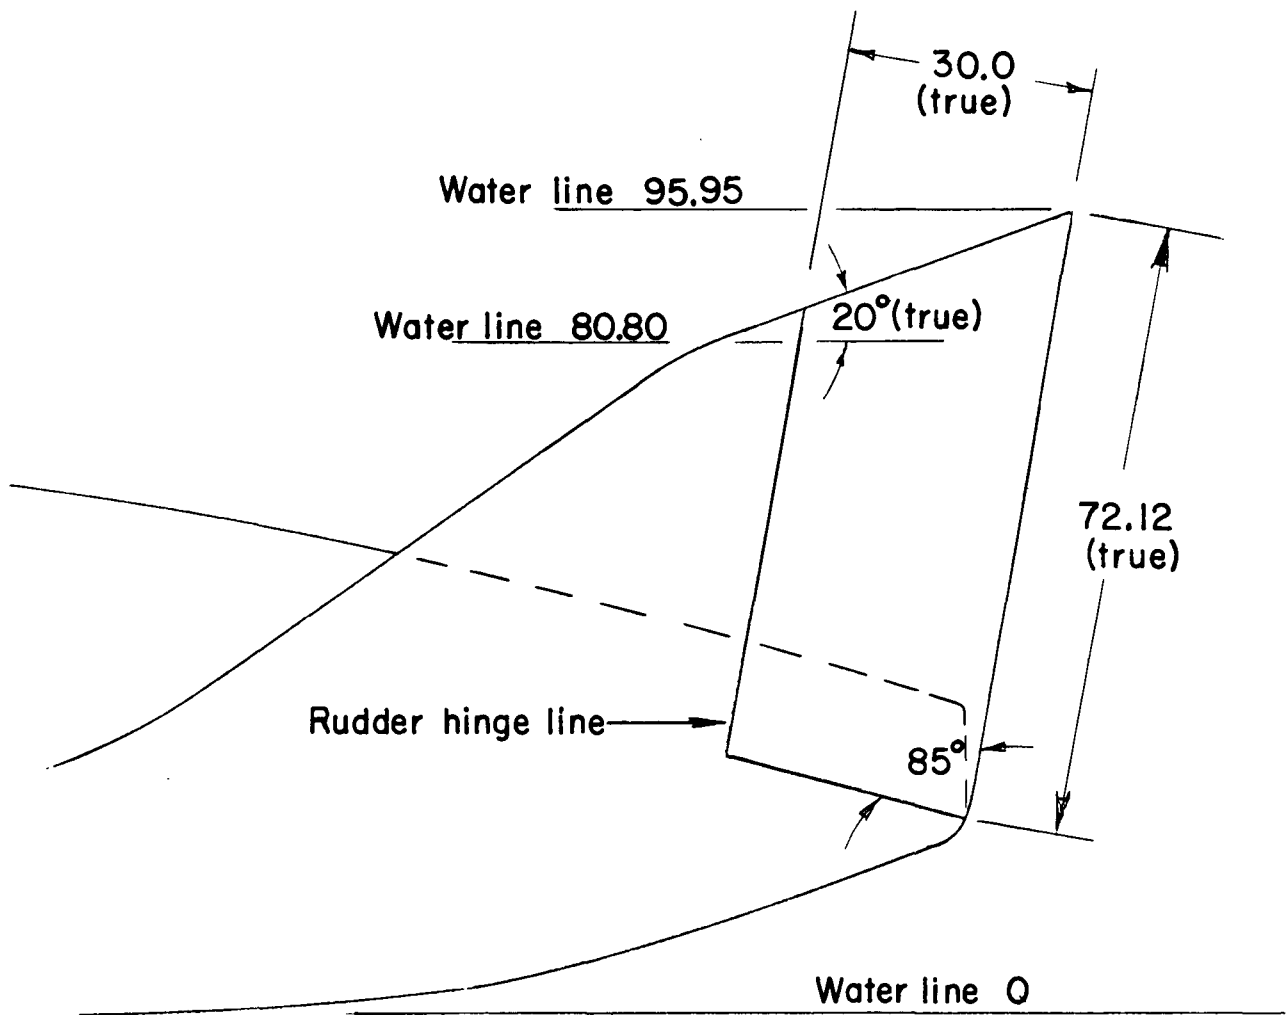 30.0
(true)
Water line 95.95
20°(true)
Water line 80.80
72.12
(true)
Rudder hinge line
85°
Water line 0